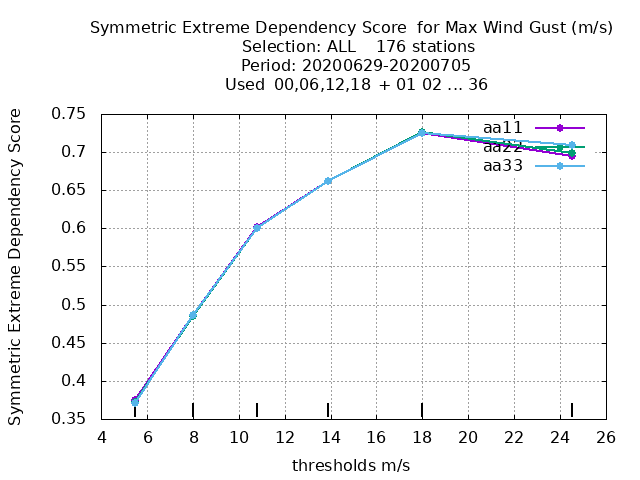 Symmetric Extreme Dependency Score for Max Wind Gust (m/s)
Selection: ALL 176 stations
Period: 20200629-20200705
Used 00,06,12,18 + 01 02 ... 36
Symmetric Extreme Dependency Score
0.75
0.7
0.65
0.6
0.55
0.5
0.45
0.4
0.35
aa11
aa22
aa33
4 6 8 10 12 14 16 18 20 22 24 26
thresholds m/s